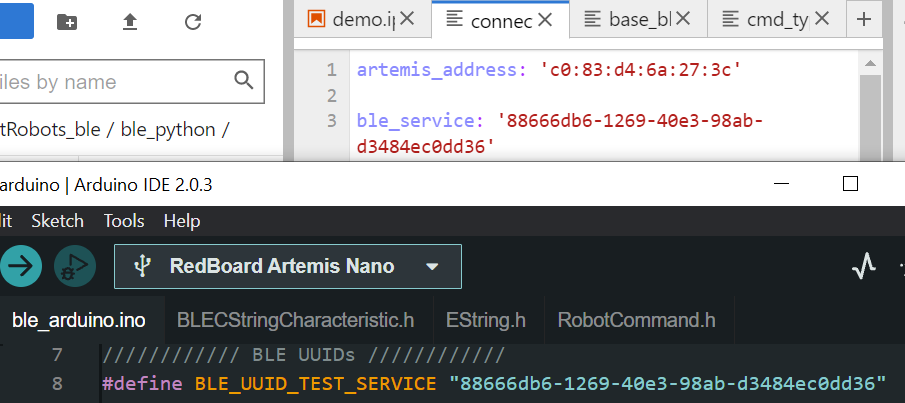 demo.i
connec
base_bl
cmd_ty
iles by name
tRobots_ble / ble_python /
1 artemis_address: 'c0:83:d4:6a:27:3c'
2
3 ble_service: '88666db6-1269-40e3-98ab-
d3484ec0dd36'
arduino | Arduino IDE 2.0.3
it Sketch Tools Help
RedBoard Artemis Nano
ble_arduino.ino BLECStringCharacteristic.h EString.h RobotCommand.h
7 //////////// BLE UUIDs ////////////
8 #define BLE_UUID_TEST_SERVICE "88666db6-1269-40e3-98ab-d3484ec0dd36"